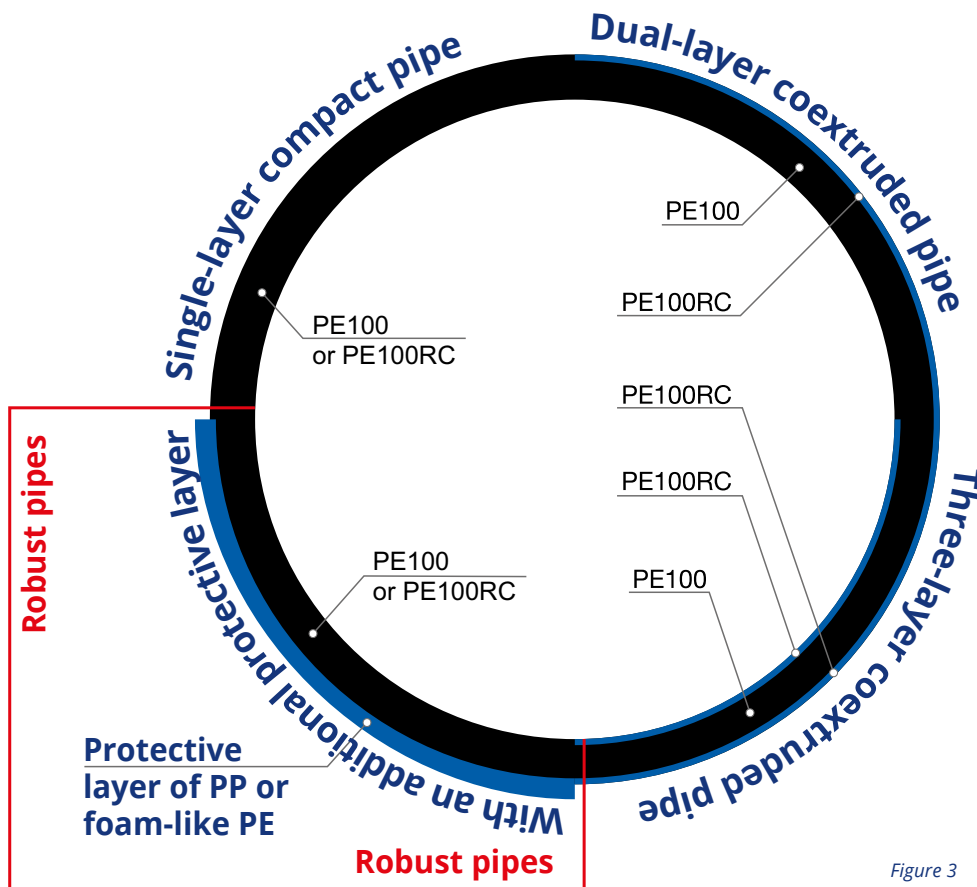 Single-layer compact pipe
Dual-layer coextruded pipe
PE100
PE100RC
PE100
or PE100RC
PE100RC
PE100RC
PE100
Three-layer coextruded pipe
Robust pipes
With an additional protective layer
PE100
or PE100RC
Protective
layer of PP or
foam-like PE
Robust pipes
Figure 3